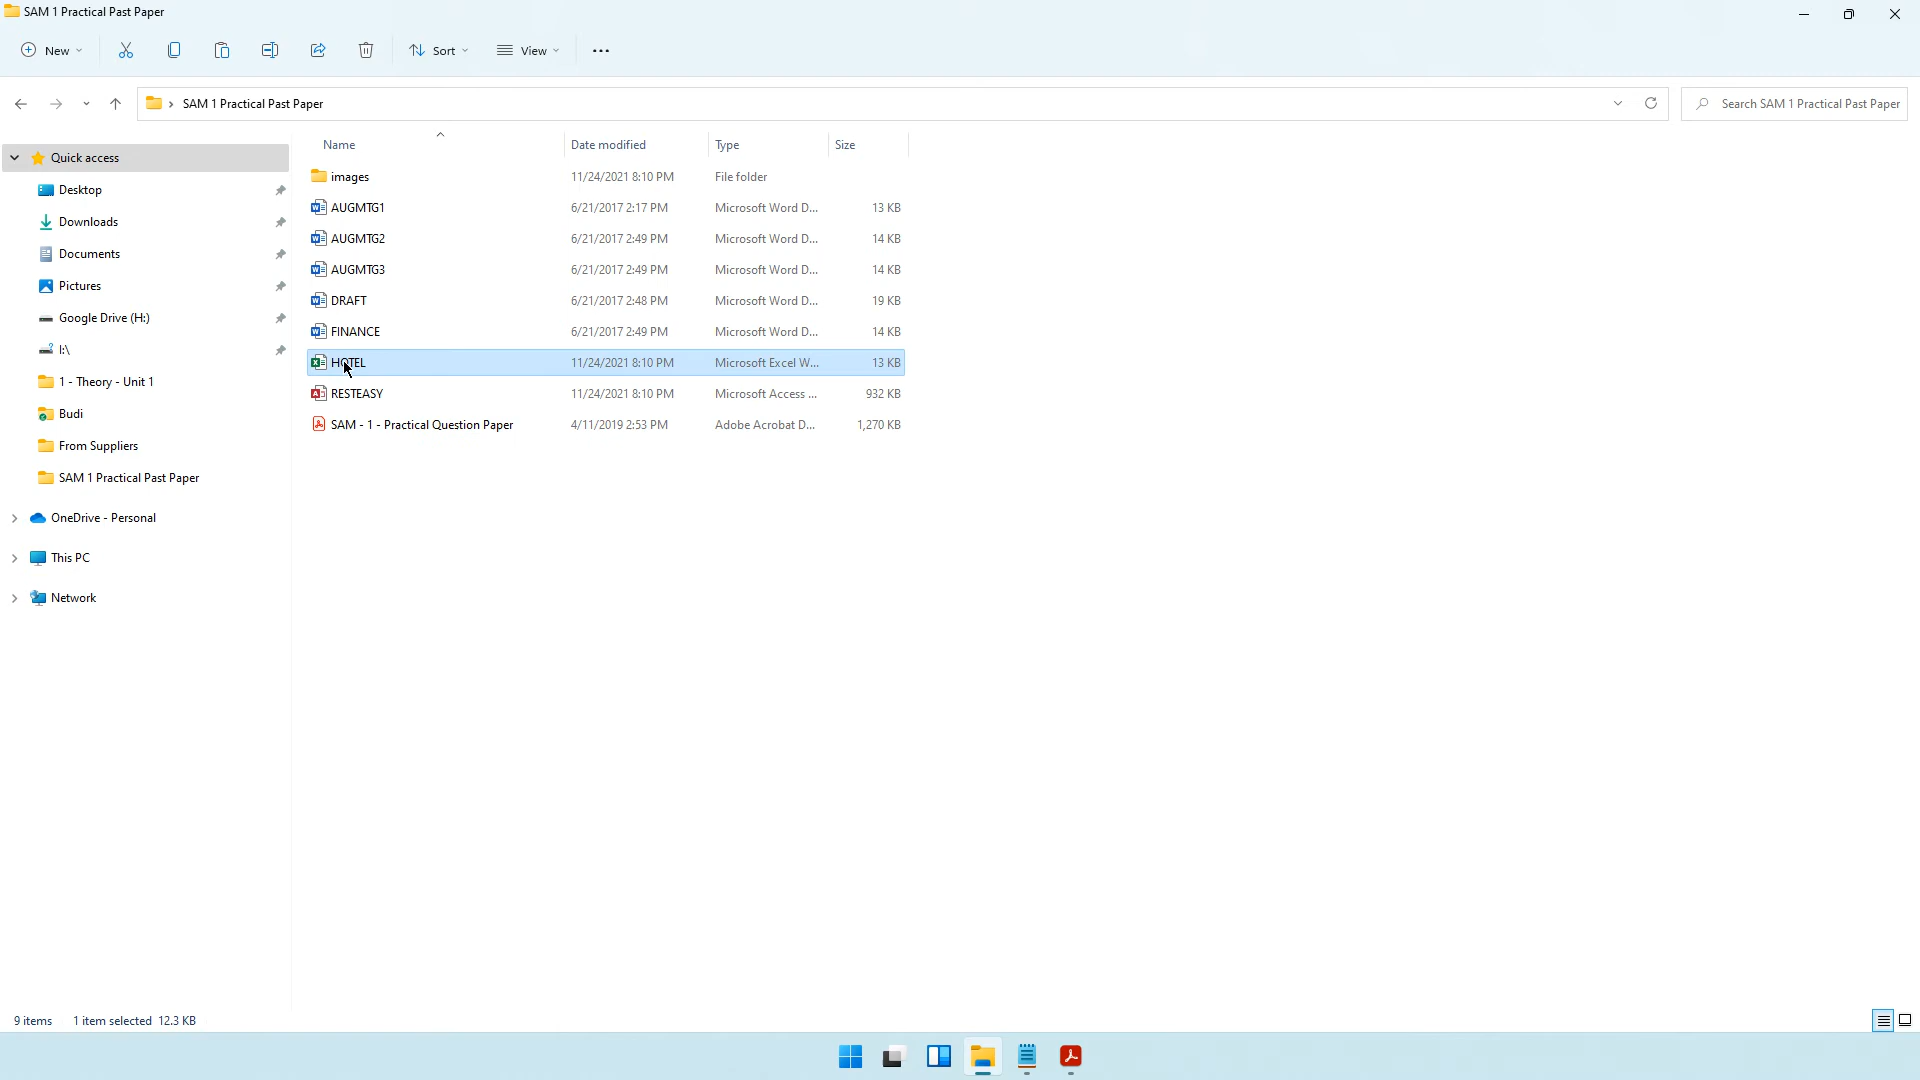 SAM 1 Practical Past Paper
New Sort View
SAM 1 Practical Past Paper Search SAM 1 Practical Past Paper
Name Date modified Type Size
Quick access
Desktop
Downloads
Documents
Pictures
Google Drive (H:)
I:\
1 - Theory - Unit 1
Budi
From Suppliers
SAM 1 Practical Past Paper
OneDrive - Personal
This PC
Network
images 11/24/2021 8:10 PM File folder
AUGMTG1 6/21/2017 2:17 PM Microsoft Word D... 13 KB
AUGMTG2 6/21/2017 2:49 PM Microsoft Word D... 14 KB
AUGMTG3 6/21/2017 2:49 PM Microsoft Word D... 14 KB
DRAFT 6/21/2017 2:48 PM Microsoft Word D... 19 KB
FINANCE 6/21/2017 2:49 PM Microsoft Word D... 14 KB
HOTEL 11/24/2021 8:10 PM Microsoft Excel W... 13 KB
RESTEASY 11/24/2021 8:10 PM Microsoft Access ... 932 KB
SAM - 1 - Practical Question Paper 4/11/2019 2:53 PM Adobe Acrobat D... 1,270 KB
9 items 1 item selected 12.3 KB